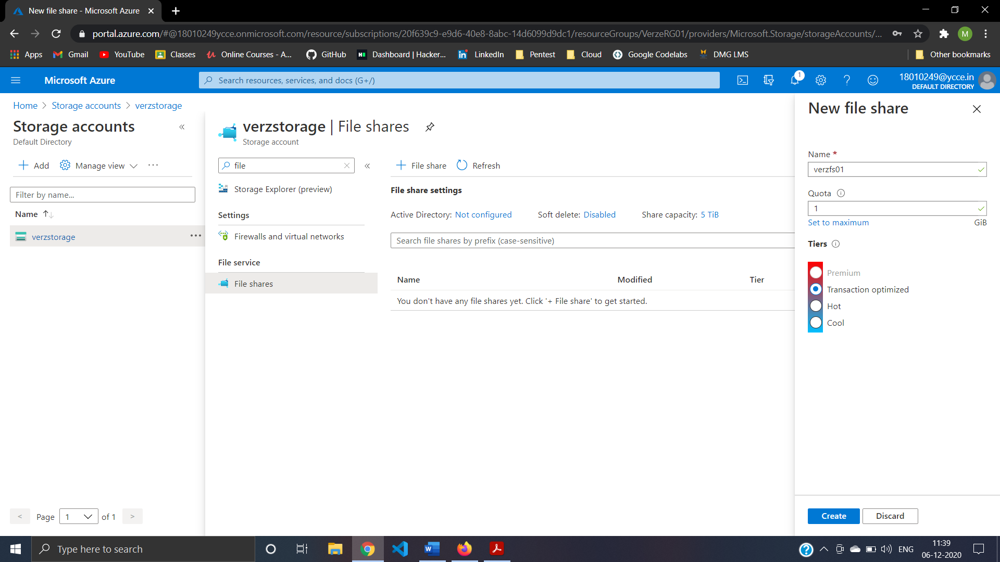 New file share - Microsoft Azure
portal.azure.com/#@18010249ycce.onmicrosoft.com/resource/subscriptions/20f639c9-e9d6-40e8-8abc-14d6099d9dc1/resourceGroups/VerzeRG01/providers/Microsoft.Storage/storageAccounts/...
M
Apps Gmail YouTube Classes Online Courses - A... GitHub Dashboard | Hacker... LinkedIn Pentest Cloud Google Codelabs DMG LMS Other bookmarks
Microsoft Azure
Search resources, services, and docs (G+/)
1
18010249@ycce.in
DEFAULT DIRECTORY
Home > Storage accounts > verzstorage
Storage accounts
Default Directory
+ Add Manage view ...
Filter by name...
Name
verzstorage ...
< Page 1 of 1 >
verzstorage | File shares
Storage account
file
Storage Explorer (preview)
Settings
Firewalls and virtual networks
File service
File shares
+ File share Refresh
File share settings
Active Directory: Not configured Soft delete: Disabled Share capacity: 5 TiB
Search file shares by prefix (case-sensitive)
Name Modified Tier
You don't have any file shares yet. Click '+ File share' to get started.
New file share
Name *
verzfs01
Quota
1
Set to maximum GiB
Tiers
Premium
Transaction optimized
Hot
Cool
Create Discard
Type here to search
ENG
11:39
06-12-2020